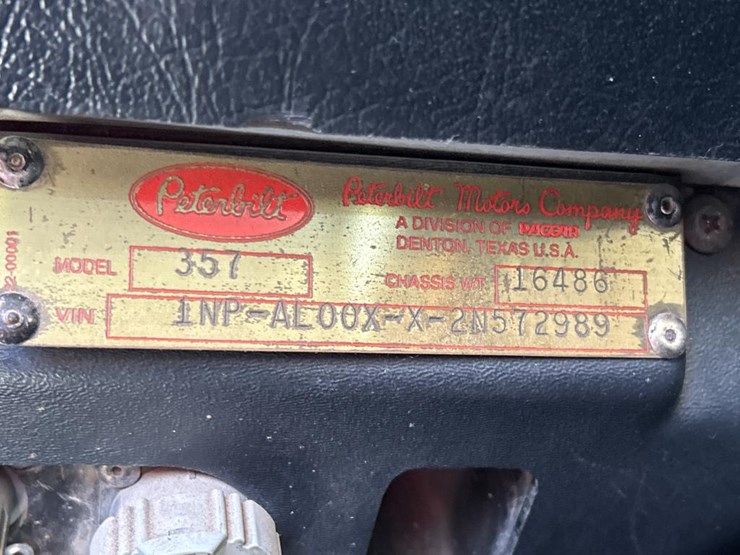 Peterbilt
Peterbilt Motors Company
A DIVISION OF PACCAR
DENTON, TEXAS U.S.A.
MODEL 357
CHASSIS WT 16486
VIN 1NP-AL00X-X-2N572989